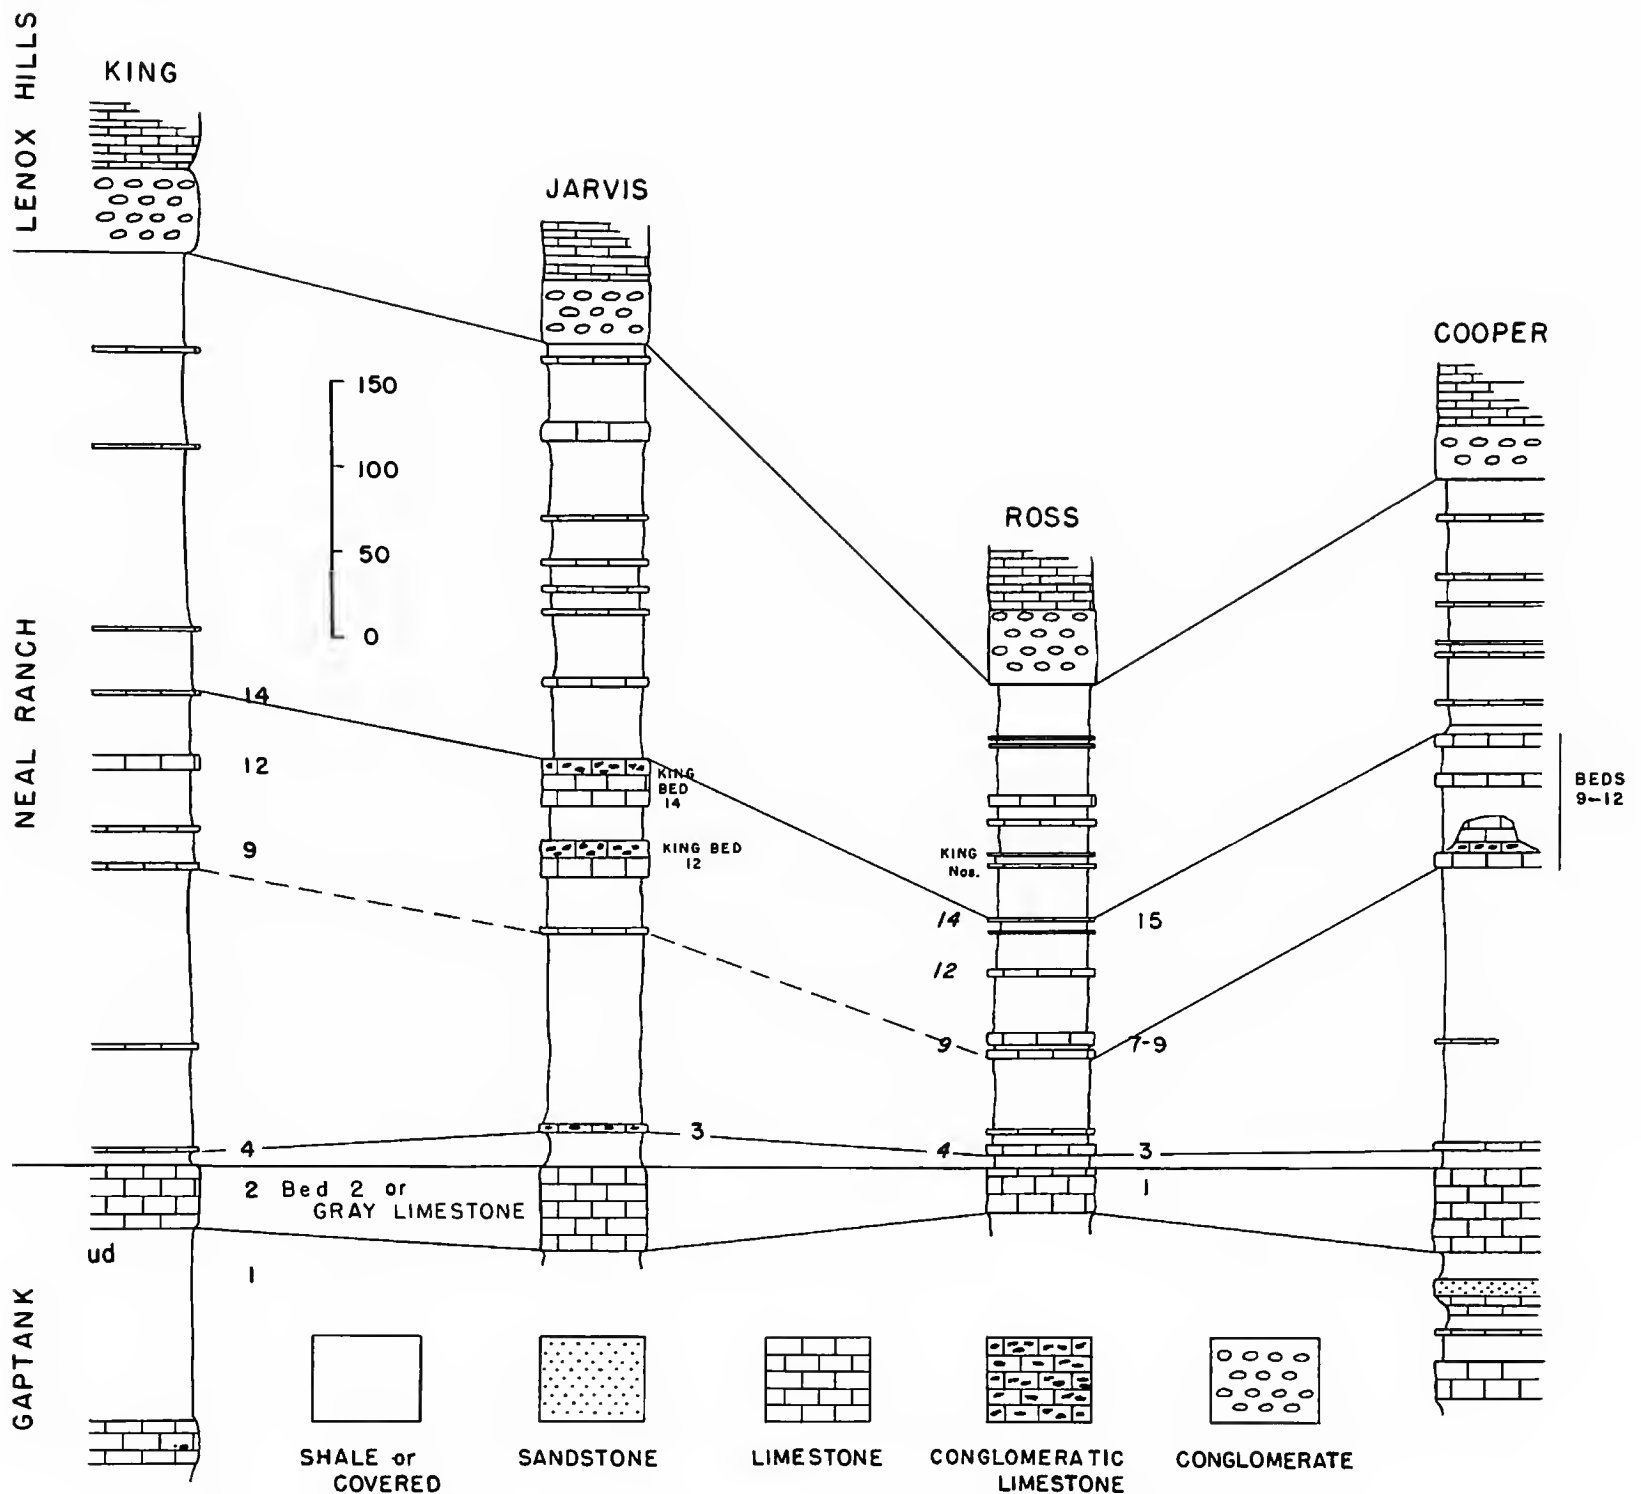 LENOX HILLS
NEAL RANCH
GAPTANK
KING
14
12
9
4
2 Bed 2 or
GRAY LIMESTONE
ud
1
150
100
50
0
JARVIS
KING
BED
14
KING BED
12
3
ROSS
KING
Nos.
14
12
9
4
15
7-9
3
1
COOPER
BEDS
9-12
SHALE or
COVERED
SANDSTONE
LIMESTONE
CONGLOMERATIC
LIMESTONE
CONGLOMERATE